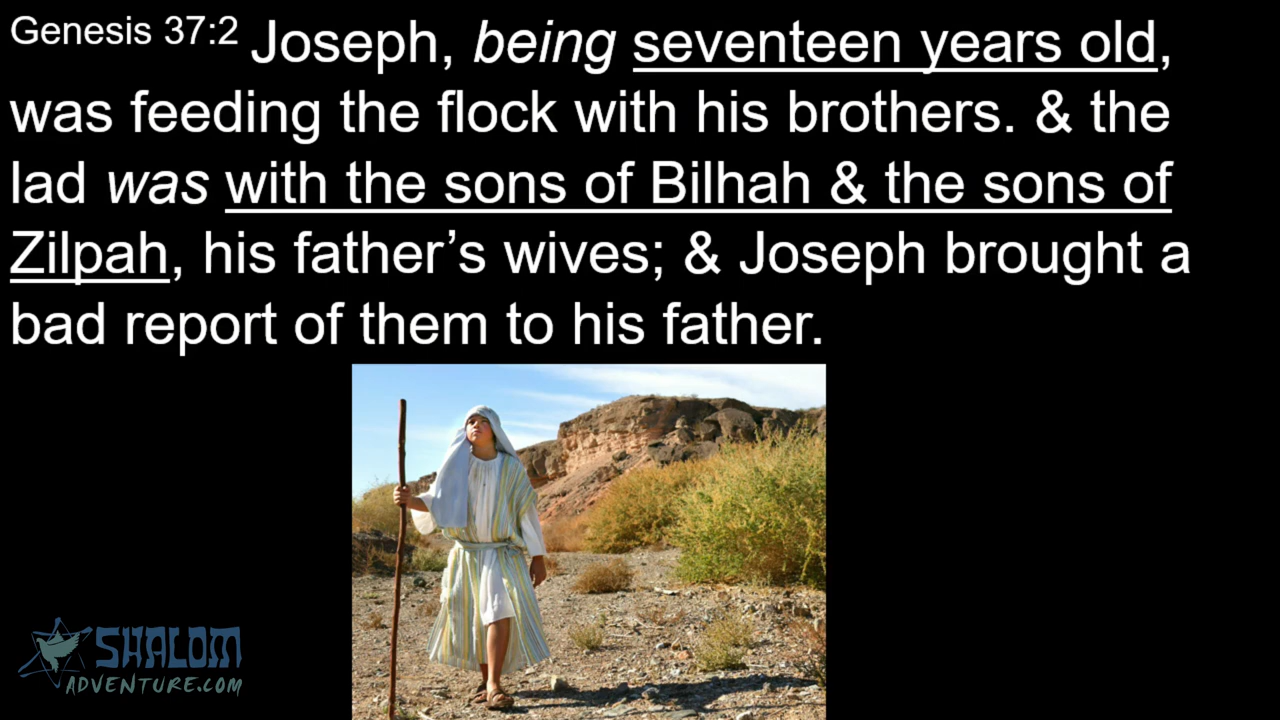 Genesis 37:2 Joseph, being seventeen years old,
was feeding the flock with his brothers. & the
lad was with the sons of Bilhah & the sons of
Zilpah, his father’s wives; & Joseph brought a
bad report of them to his father.
SHALOM
ADVENTURE.COM